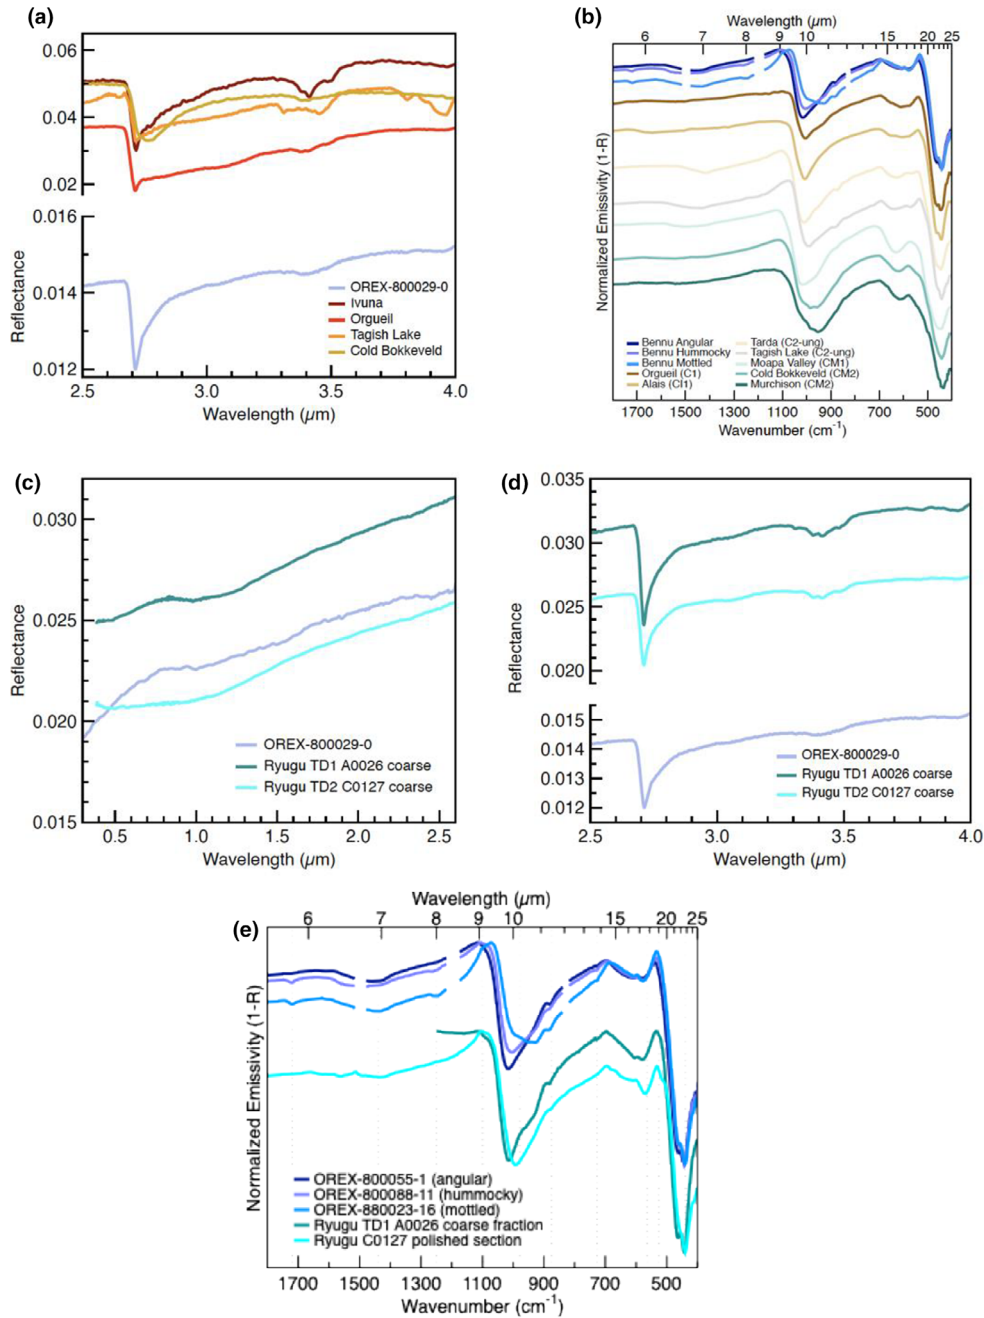 (a)
0.06
0.04
0.02
0.016
0.014
0.012
Reflectance
2.5 3.0 3.5 4.0
Wavelength (μm)
OREX-800029-0
Ivuna
Orgueil
Tagish Lake
Cold Bokkeveld
(b)
Wavelength (μm)
6 7 8 9 10 15 20 25
Normalized Emissivity (1-R)
Bennu Angular
Bennu Hummocky
Bennu Mottled
Orgueil (C1)
Alais (CI1)
Tarda (C2-ung)
Tagish Lake (C2-ung)
Moapa Valley (CM1)
Cold Bokkeveld (CM2)
Murchison (CM2)
1700 1500 1300 1100 900 700 500
Wavenumber (cm-1)
(c)
0.030
0.025
0.020
0.015
Reflectance
OREX-800029-0
Ryugu TD1 A0026 coarse
Ryugu TD2 C0127 coarse
0.5 1.0 1.5 2.0 2.5
Wavelength (μm)
(d)
0.035
0.030
0.025
0.020
0.015
0.014
0.013
0.012
Reflectance
OREX-800029-0
Ryugu TD1 A0026 coarse
Ryugu TD2 C0127 coarse
2.5 3.0 3.5 4.0
Wavelength (μm)
(e)
Wavelength (μm)
6 7 8 9 10 15 20 25
Normalized Emissivity (1-R)
OREX-800055-1 (angular)
OREX-800088-11 (hummocky)
OREX-880023-16 (mottled)
Ryugu TD1 A0026 coarse fraction
Ryugu C0127 polished section
1700 1500 1300 1100 900 700 500
Wavenumber (cm-1)